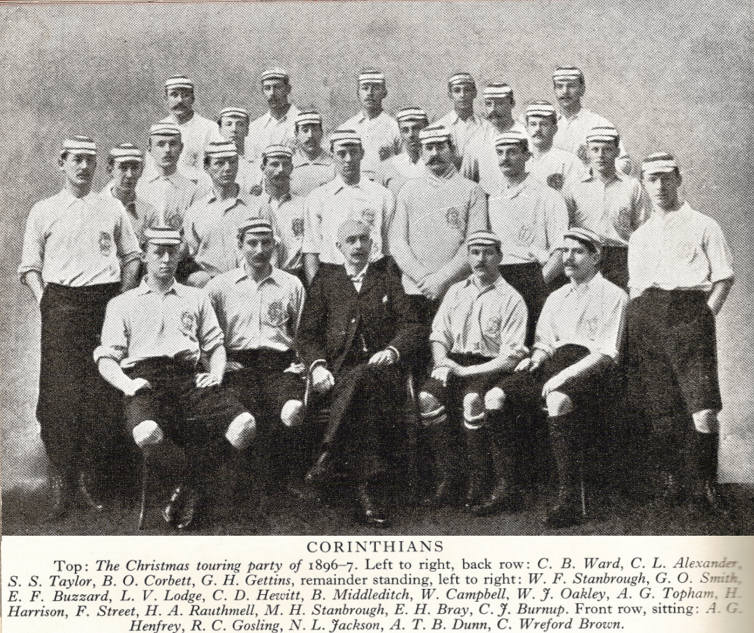 CORINTHIANS
Top: The Christmas touring party of 1896–7. Left to right, back row: C. B. Ward, C. L. Alexander,
S. S. Taylor, B. O. Corbett, G. H. Gettins, remainder standing, left to right: W. F. Stanbrough, G. O. Smith,
E. F. Buzzard, L. V. Lodge, C. D. Hewitt, B. Middleditch, W. Campbell, W. J. Oakley, A. G. Topham, H.
Harrison, F. Street, H. A. Rauthmell, M. H. Stanbrough, E. H. Bray, C. J. Burnup. Front row, sitting: A. G.
Henfrey, R. C. Gosling, N. L. Jackson, A. T. B. Dunn, C. Wreford Brown.